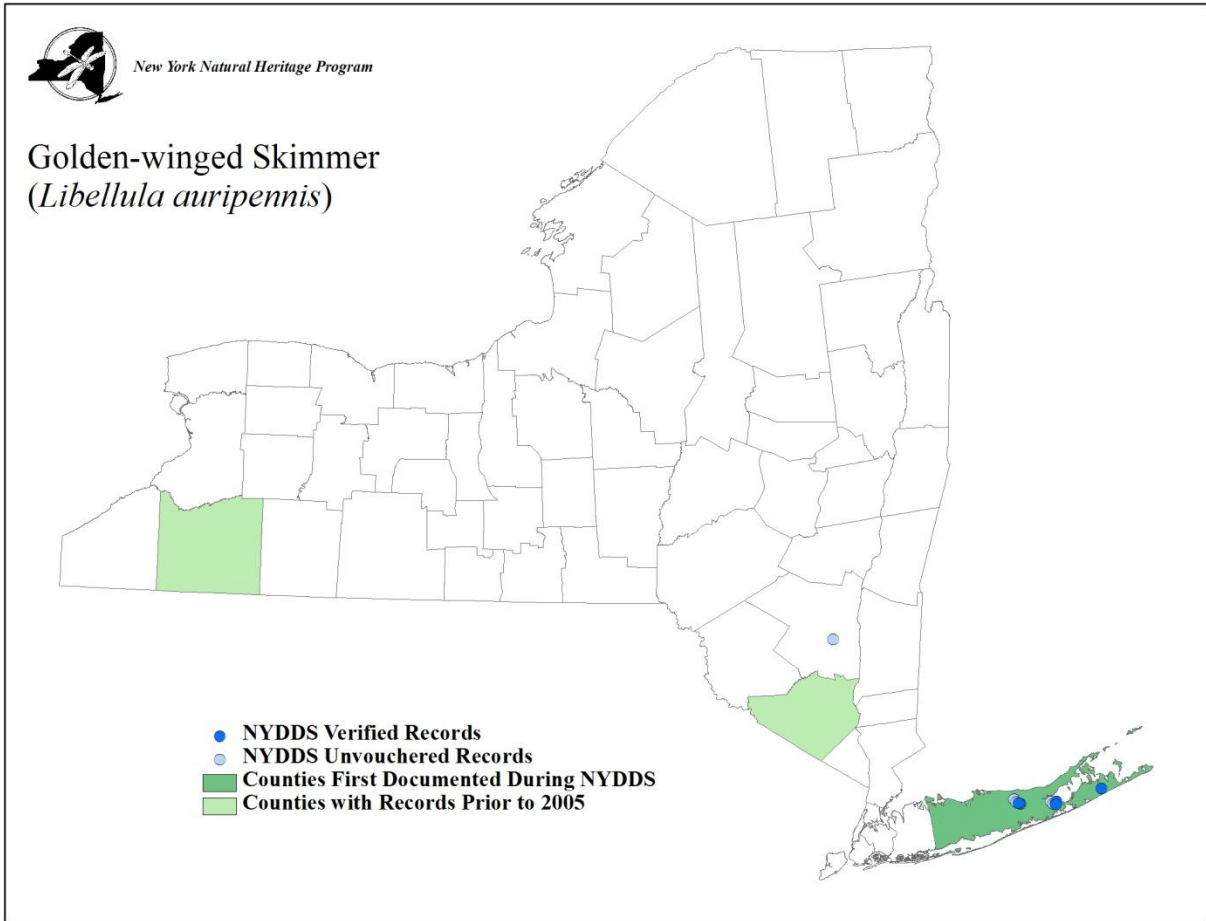 New York Natural Heritage Program
Golden-winged Skimmer
(Libellula auripennis)
NYDDS Verified Records
NYDDS Unvouchered Records
Counties First Documented During NYDDS
Counties with Records Prior to 2005